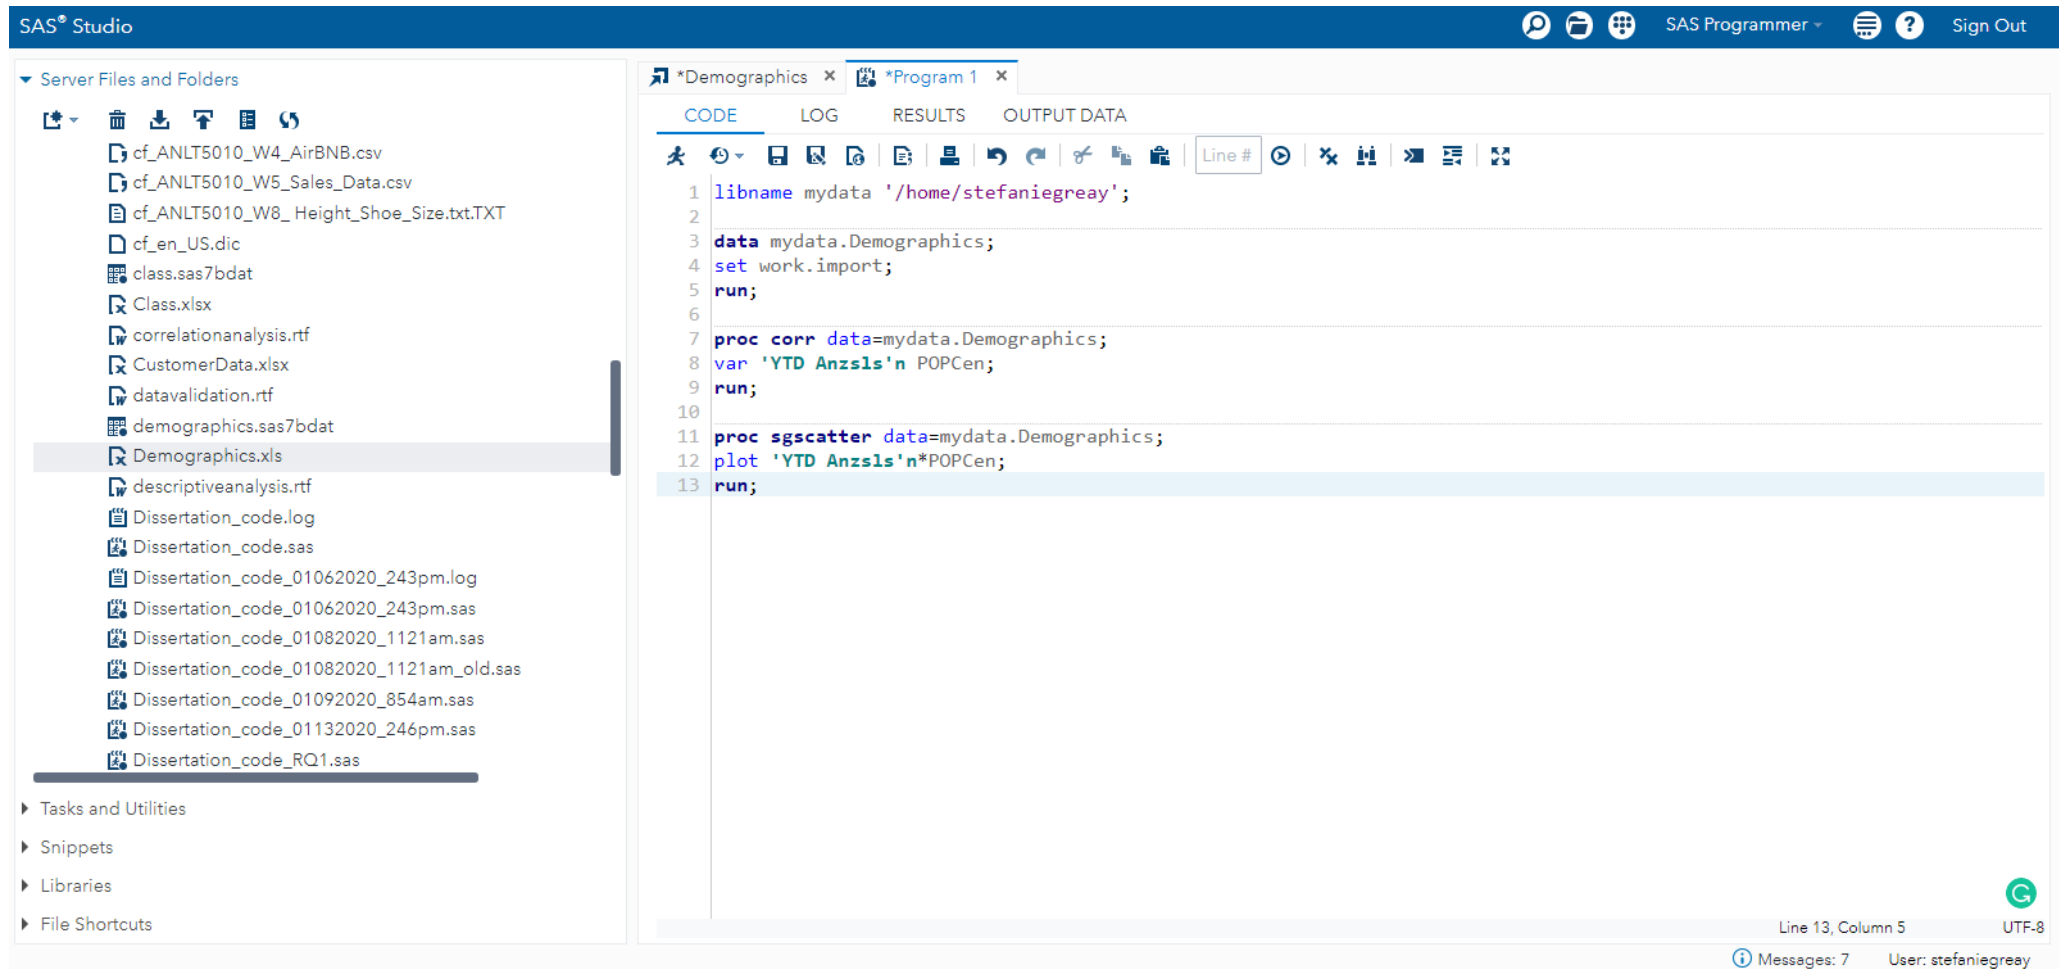 SAS® Studio
SAS Programmer
Sign Out
Server Files and Folders
cf_ANLT5010_W4_AirBNB.csv
cf_ANLT5010_W5_Sales_Data.csv
cf_ANLT5010_W8_ Height_Shoe_Size.txt.TXT
cf_en_US.dic
class.sas7bdat
Class.xlsx
correlationanalysis.rtf
CustomerData.xlsx
datavalidation.rtf
demographics.sas7bdat
Demographics.xls
descriptiveanalysis.rtf
Dissertation_code.log
Dissertation_code.sas
Dissertation_code_01062020_243pm.log
Dissertation_code_01062020_243pm.sas
Dissertation_code_01082020_1121am.sas
Dissertation_code_01082020_1121am_old.sas
Dissertation_code_01092020_854am.sas
Dissertation_code_01132020_246pm.sas
Dissertation_code_RQ1.sas
Tasks and Utilities
Snippets
Libraries
File Shortcuts
*Demographics
*Program 1
CODE LOG RESULTS OUTPUT DATA
Line #
1 libname mydata '/home/stefaniegreay';
2
3 data mydata.Demographics;
4 set work.import;
5 run;
6
7 proc corr data=mydata.Demographics;
8 var 'YTD Anzsls'n POPCen;
9 run;
10
11 proc sgscatter data=mydata.Demographics;
12 plot 'YTD Anzsls'n*POPCen;
13 run;
Line 13, Column 5
UTF-8
Messages: 7
User: stefaniegreay